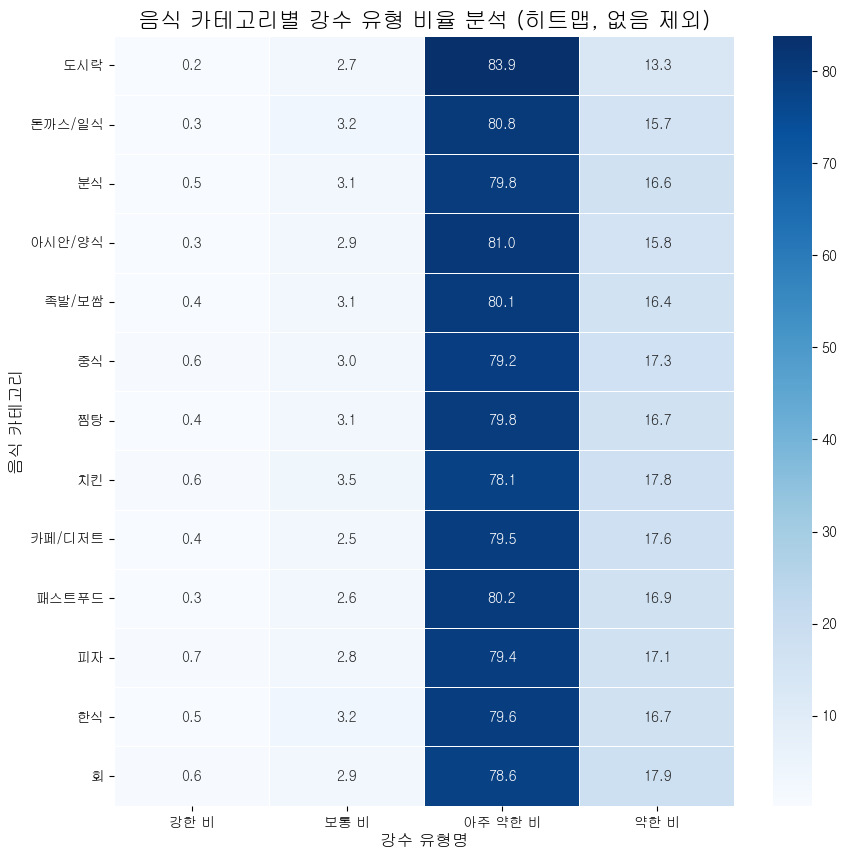 음식 카테고리별 강수 유형 비율 분석 (히트맵, 없음 제외)
도시락 0.2 2.7 83.9 13.3
돈까스/일식 0.3 3.2 80.8 15.7
분식 0.5 3.1 79.8 16.6
아시안/양식 0.3 2.9 81.0 15.8
족발/보쌈 0.4 3.1 80.1 16.4
중식 0.6 3.0 79.2 17.3
찜탕 0.4 3.1 79.8 16.7
치킨 0.6 3.5 78.1 17.8
카페/디저트 0.4 2.5 79.5 17.6
패스트푸드 0.3 2.6 80.2 16.9
피자 0.7 2.8 79.4 17.1
한식 0.5 3.2 79.6 16.7
회 0.6 2.9 78.6 17.9
음식 카테고리
강한 비 보통 비 아주 약한 비 약한 비
강수 유형명
80
70
60
50
40
30
20
10